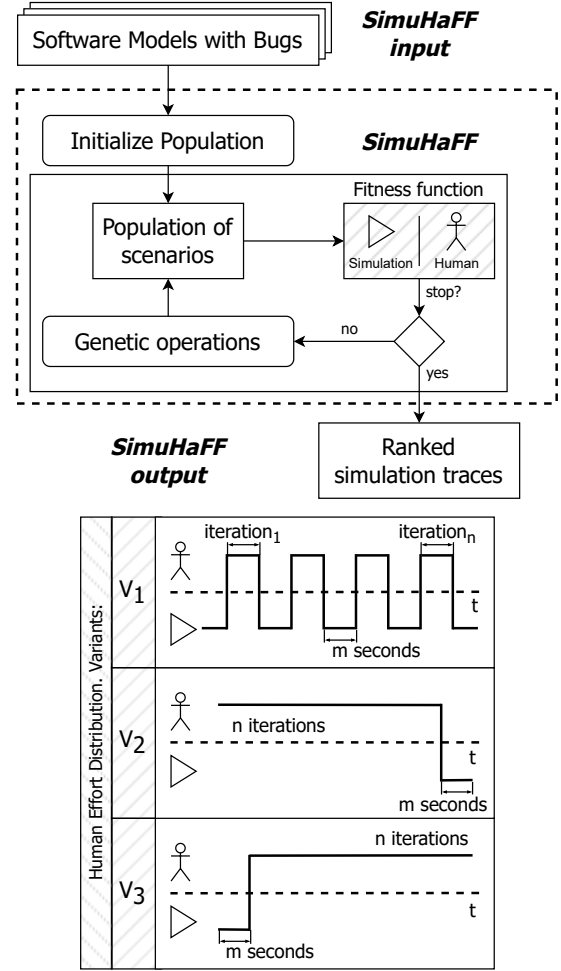 Software Models with Bugs
SimuHaFF
input
Initialize Population
SimuHaFF
Fitness function
Population of
scenarios
Simulation
Human
stop?
Genetic operations
no
yes
SimuHaFF
output
Ranked
simulation traces
Human Effort Distribution. Variants:
V1
iteration1
iterationn
t
m seconds
V2
n iterations
t
m seconds
V3
n iterations
t
m seconds